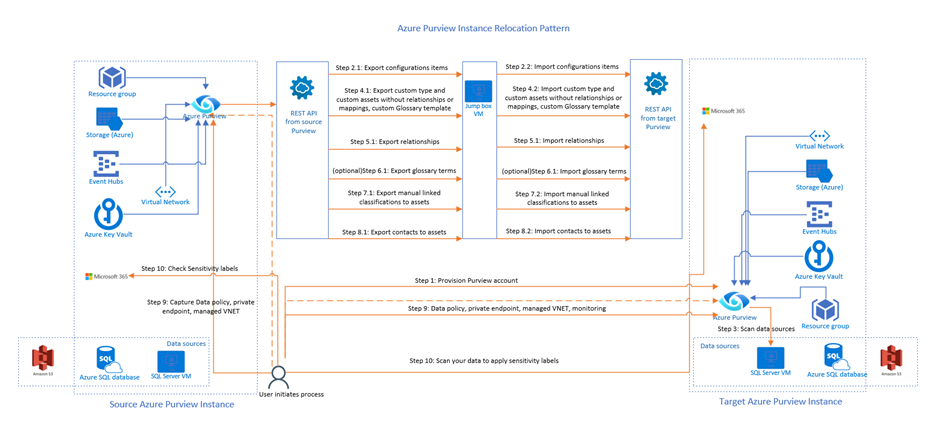 Azure Purview Instance Relocation Pattern
Resource group
Storage (Azure)
Event Hubs
Virtual Network
Azure Key Vault
Azure Purview
REST API
from source
Purview
Step 2.1: Export configurations items
Step 4.1: Export custom type and
custom assets without relationships or
mappings, custom Glossary template
Step 5.1: Export relationships
(optional)Step 6.1: Export glossary terms
Step 7.1: Export manual linked
classifications to assets
Step 8.1: Export contacts to assets
Jump box
VM
Step 2.2: Import configurations items
Step 4.2: Import custom type and
custom assets without relationships or
mappings, custom Glossary template
Step 5.1: Import relationships
(optional)Step 6.1: Import glossary terms
Step 7.2: Import manual linked
classifications to assets
Step 8.2: Import contacts to assets
REST API
from target
Purview
Microsoft 365
Virtual Network
Storage (Azure)
Event Hubs
Azure Key Vault
Azure Purview
Resource group
Microsoft 365
Step 10: Check Sensitivity labels
Step 1: Provision Purview account
Step 9: Capture Data policy, private
endpoint, managed VNET
Step 9: Data policy, private endpoint, managed VNET, monitoring
Step 3: Scan data sources
Step 10: Scan your data to apply sensitivity labels
Data sources
Amazon S3
Azure SQL database
SQL
SQL Server VM
User initiates process
Data sources
SQL Server VM
SQL
Azure SQL database
Amazon S3
Source Azure Purview Instance
Target Azure Purview Instance